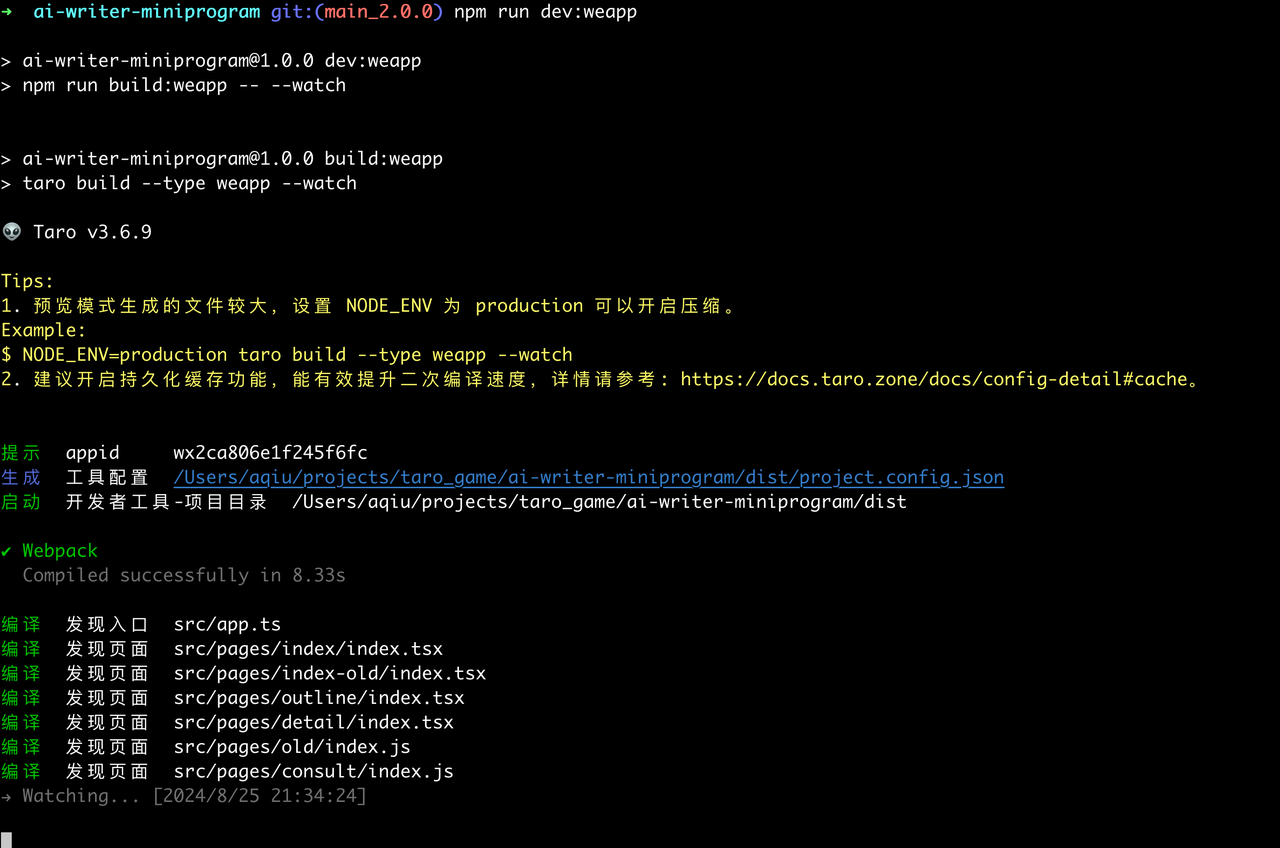 ➜  ai-writer-miniprogram git:(main_2.0.0) npm run dev:weapp
> ai-writer-miniprogram@1.0.0 dev:weapp
> npm run build:weapp -- --watch
> ai-writer-miniprogram@1.0.0 build:weapp
> taro build --type weapp --watch
👽 Taro v3.6.9
Tips:
1. 预览模式生成的文件较大，设置 NODE_ENV 为 production 可以开启压缩。
Example:
$ NODE_ENV=production taro build --type weapp --watch
2. 建议开启持久化缓存功能，能有效提升二次编译速度，详情请参考: https://docs.taro.zone/docs/config-detail#cache。
提示  appid     wx2ca806e1f245f6fc
生成  工具配置  /Users/aqiu/projects/taro_game/ai-writer-miniprogram/dist/project.config.json
启动  开发者工具-项目目录  /Users/aqiu/projects/taro_game/ai-writer-miniprogram/dist
✔ Webpack
Compiled successfully in 8.33s
编译  发现入口  src/app.ts
编译  发现页面  src/pages/index/index.tsx
编译  发现页面  src/pages/index-old/index.tsx
编译  发现页面  src/pages/outline/index.tsx
编译  发现页面  src/pages/detail/index.tsx
编译  发现页面  src/pages/old/index.js
编译  发现页面  src/pages/consult/index.js
→ Watching... [2024/8/25 21:34:24]